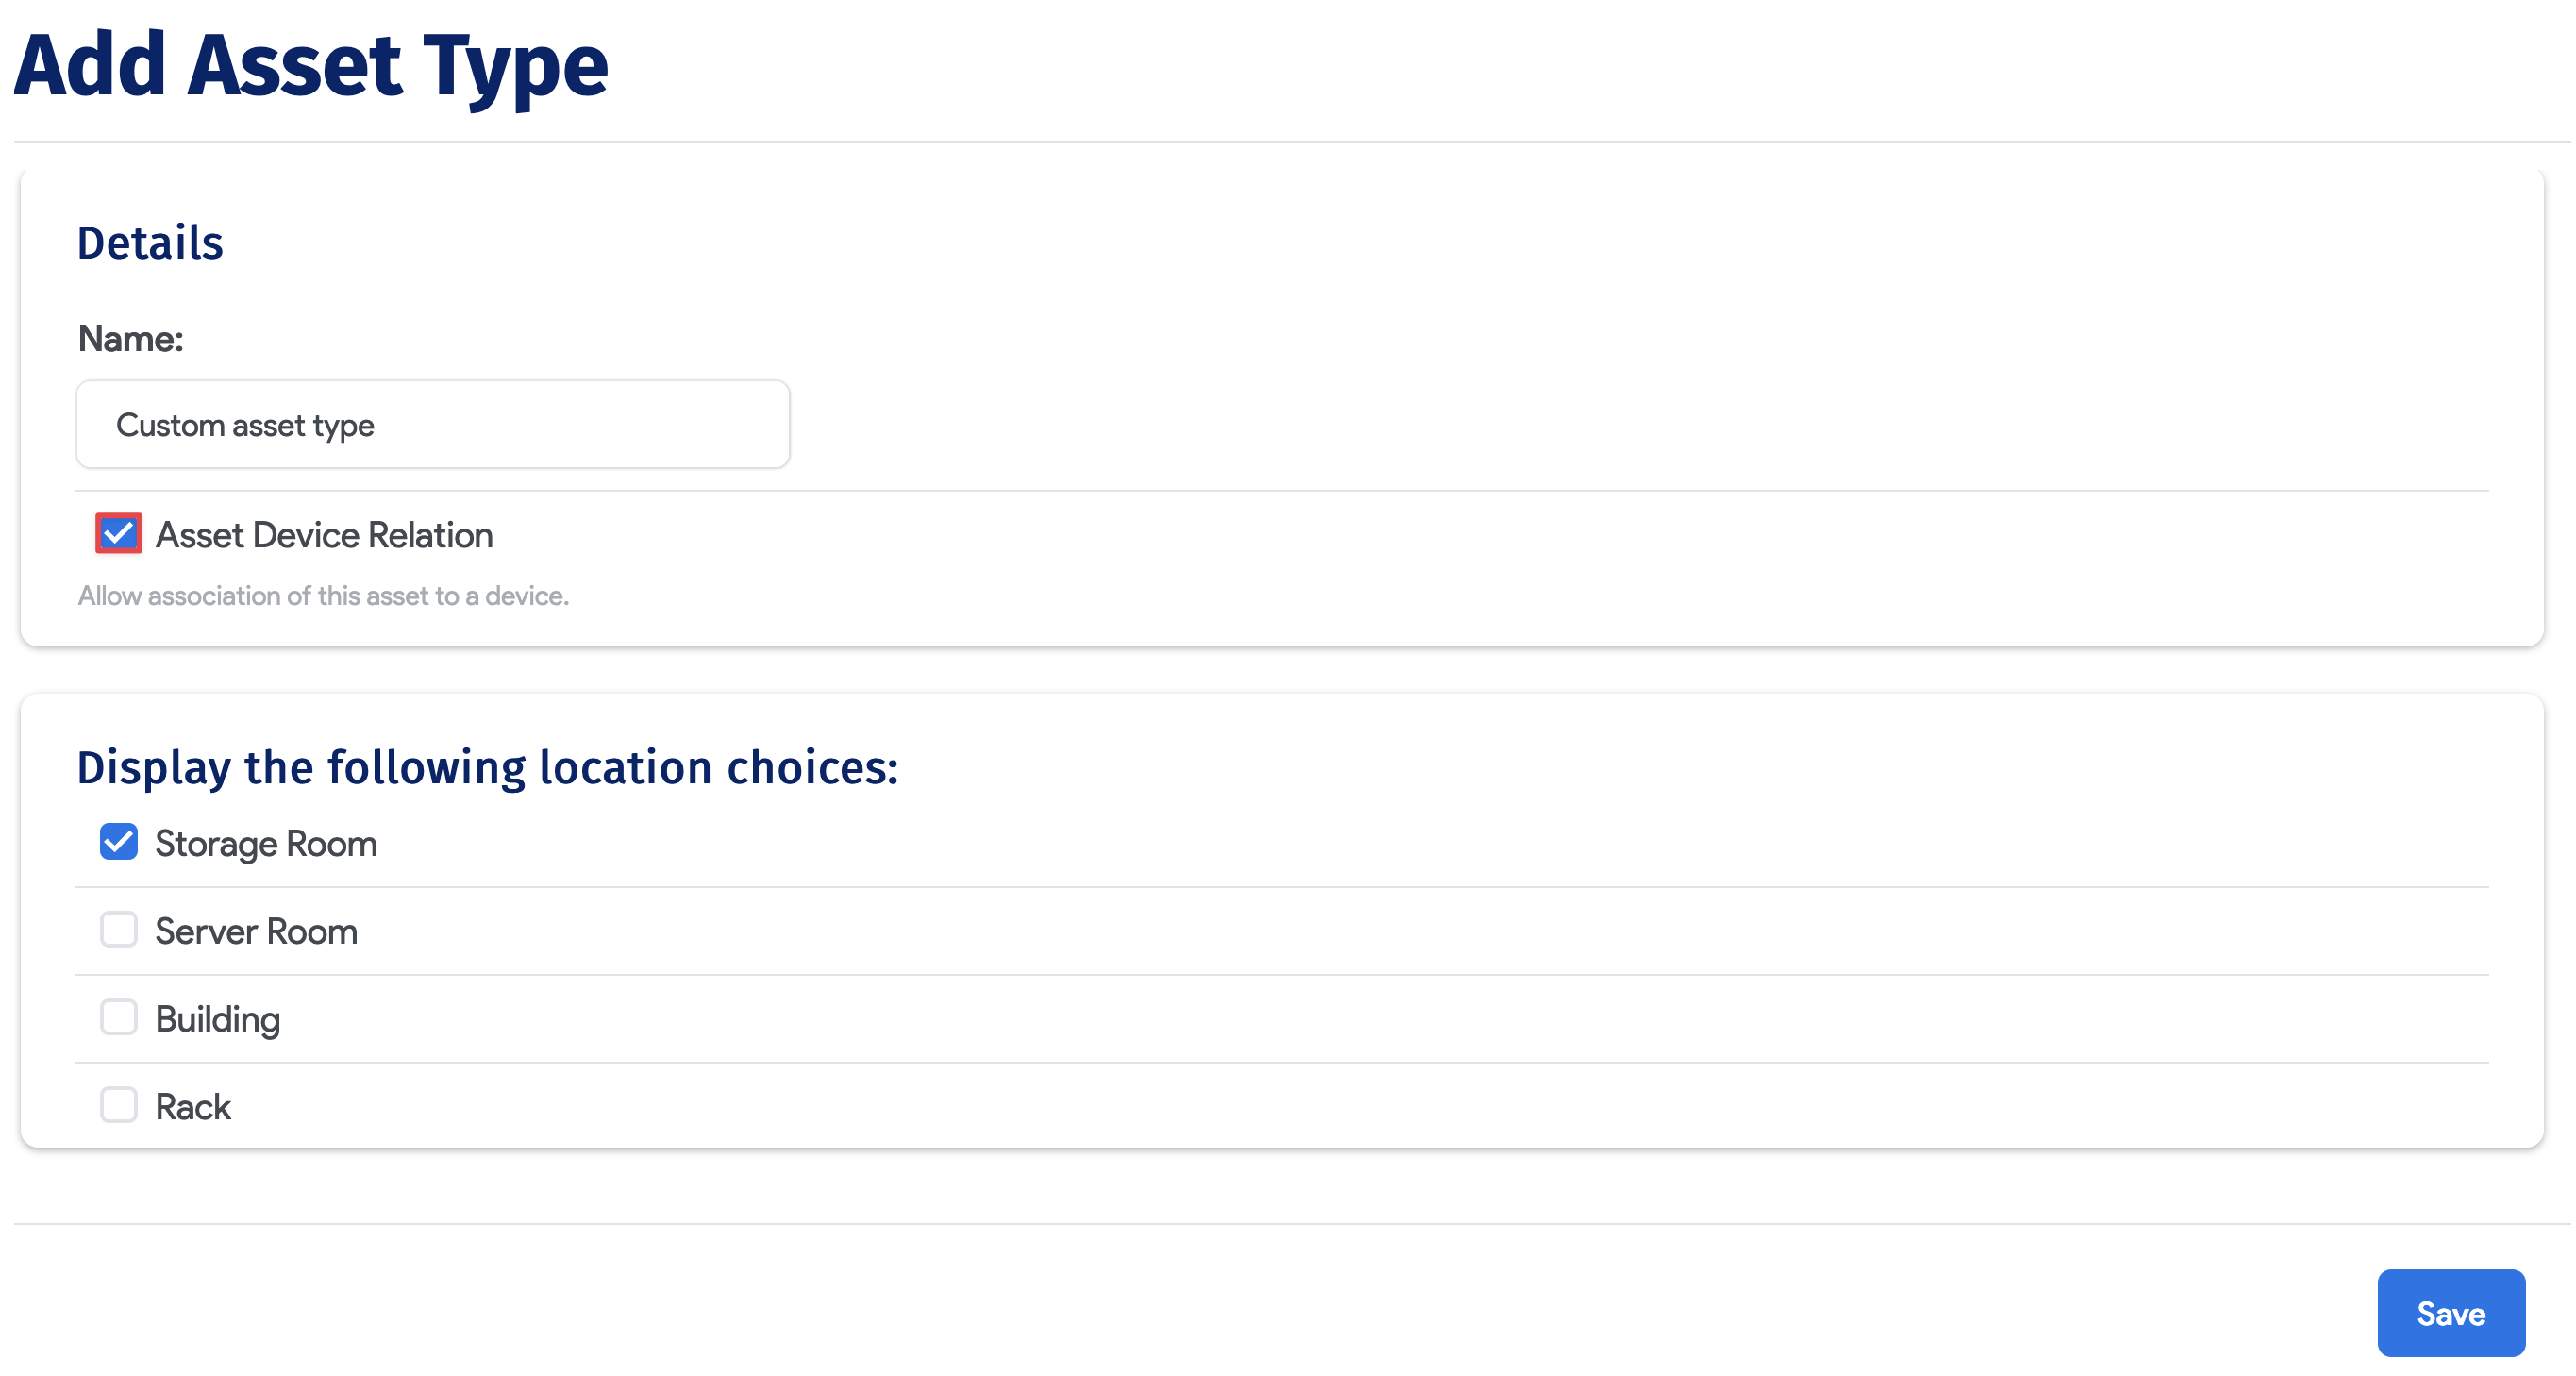 Add Asset Type
Details
Name:
Custom asset type
Asset Device Relation
Allow association of this asset to a device.
Display the following location choices:
Storage Room
Server Room
Building
Rack
Save